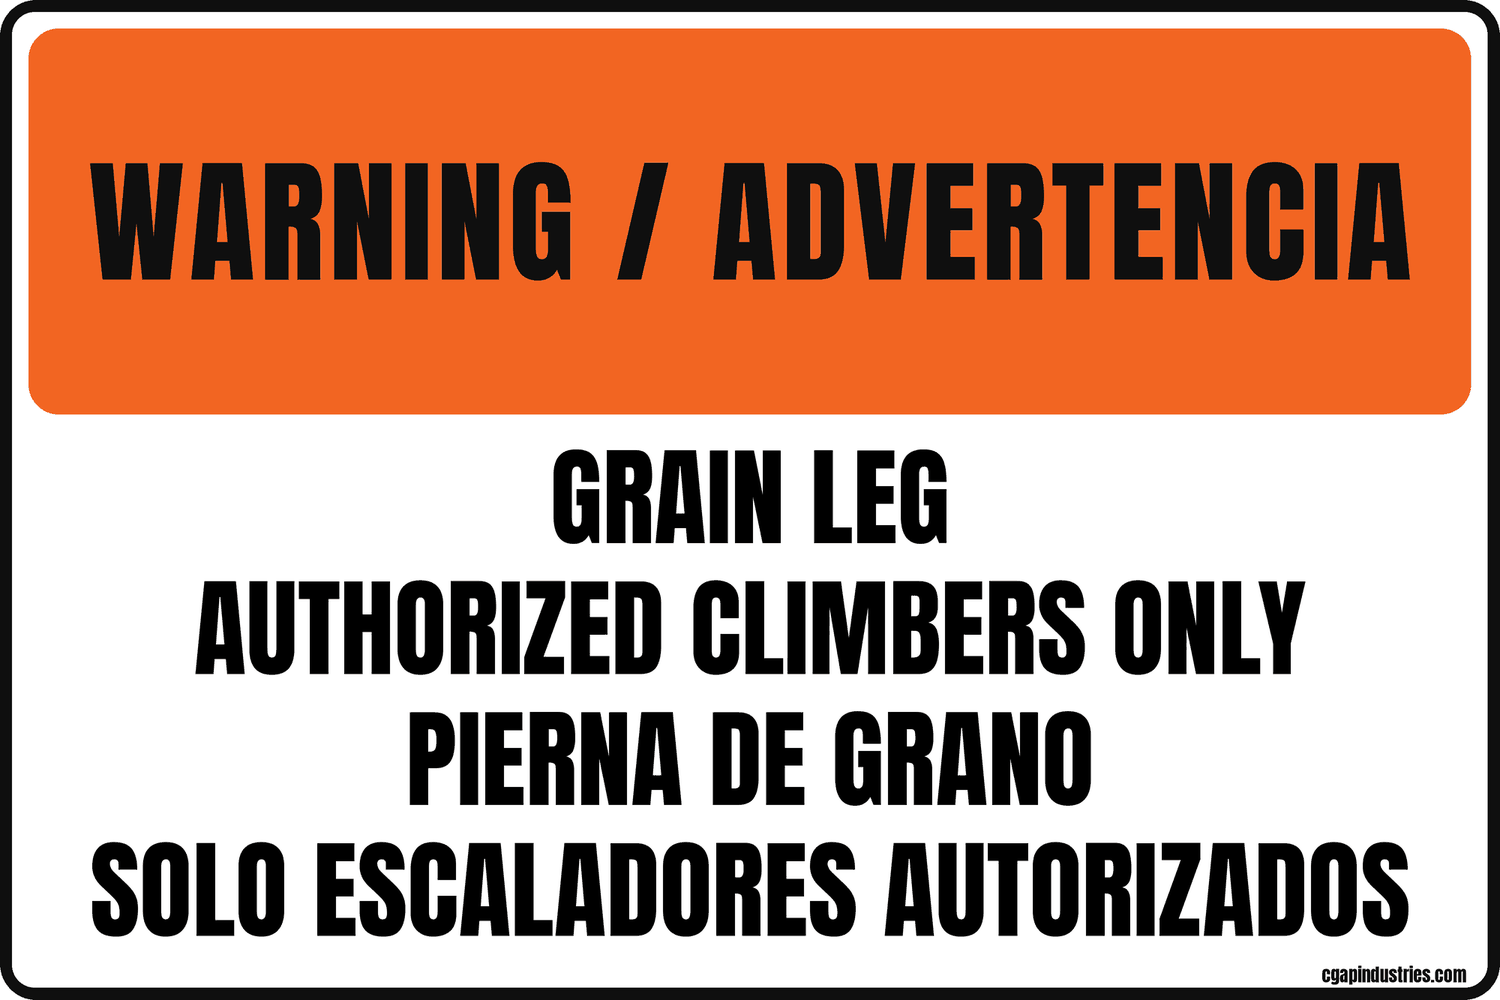 WARNING / ADVERTENCIA
GRAIN LEG
AUTHORIZED CLIMBERS ONLY
PIERNA DE GRANO
SOLO ESCALADORES AUTORIZADOS
cgapindustries.com